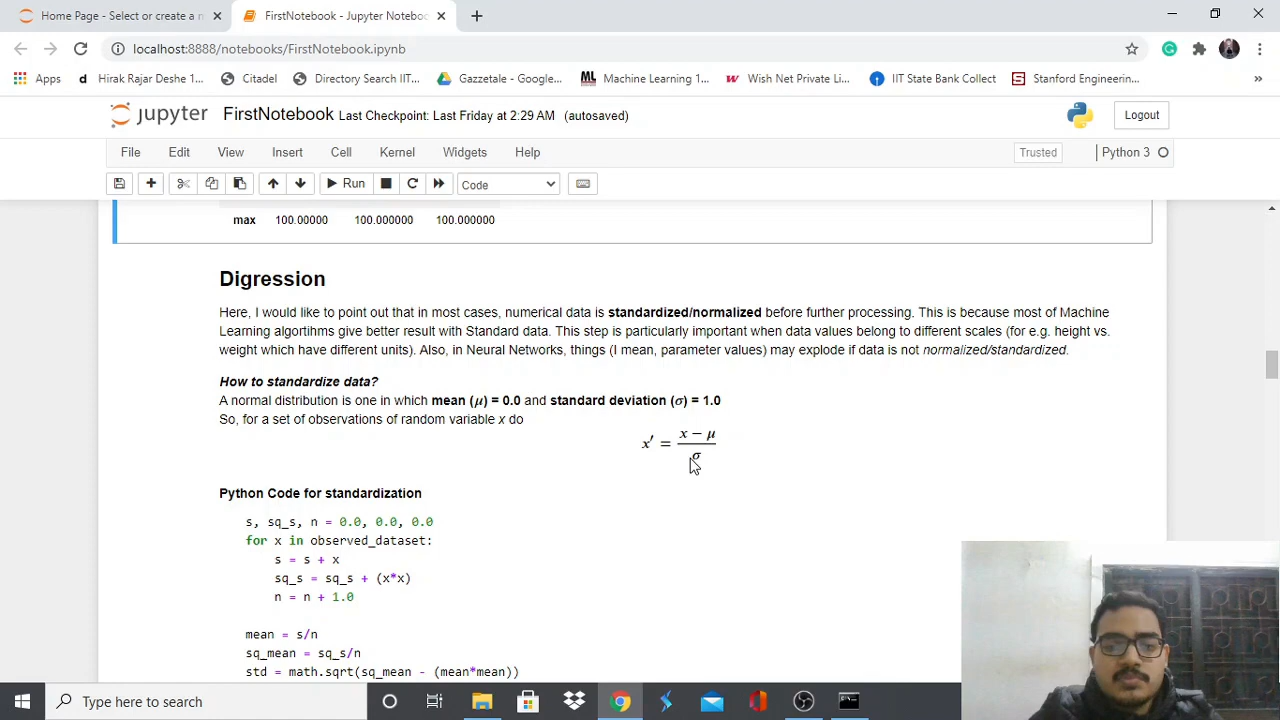 Home Page - Select or create a n
FirstNotebook - Jupyter Noteboo
localhost:8888/notebooks/FirstNotebook.ipynb
Apps
d Hirak Rajar Deshe 1...
Citadel
Directory Search IIT...
Gazzetale - Google...
ML Machine Learning 1...
Wish Net Private Li...
IIT State Bank Collect
S Stanford Engineerin...
»
jupyter FirstNotebook Last Checkpoint: Last Friday at 2:29 AM (autosaved)
Logout
File Edit View Insert Cell Kernel Widgets Help
Trusted
Python 3
Run
Code
max 100.00000 100.000000 100.000000
Digression
Here, I would like to point out that in most cases, numerical data is standardized/normalized before further processing. This is because most of Machine
Learning algortihms give better result with Standard data. This step is particularly important when data values belong to different scales (for e.g. height vs.
weight which have different units). Also, in Neural Networks, things (I mean, parameter values) may explode if data is not normalized/standardized.
How to standardize data?
A normal distribution is one in which mean (μ) = 0.0 and standard deviation (σ) = 1.0
So, for a set of observations of random variable x do
x′ = (x − μ)/σ
Python Code for standardization
s, sq_s, n = 0.0, 0.0, 0.0
for x in observed_dataset:
s = s + x
sq_s = sq_s + (x*x)
n = n + 1.0
mean = s/n
sq_mean = sq_s/n
std = math.sqrt(sq_mean - (mean*mean))
Type here to search